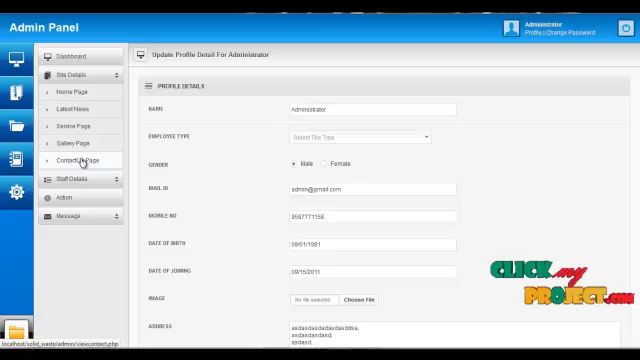 Admin Panel
Administrator
Profile | Change Password
Dashboard
Update Profile Detail For Administrator
Site Details
Home Page
Latest News
Service Page
Gallery Page
ContactUs Page
Staff Details
Action
Message
PROFILE DETAILS
NAME
Administrator
EMPLOYEE TYPE
Select The Type
GENDER
Male
Female
MAIL ID
admin@gmail.com
MOBILE NO
9587771156
DATE OF BIRTH
09/01/1981
DATE OF JOINING
09/15/2011
IMAGE
No file selected
Choose File
ADDRESS
asdasdasdadasdasddsa,
asdasdasdasd,
asdasd,
CLICK my
PROJECT.com
localhost/solid_waste/admin/viewcontact.php